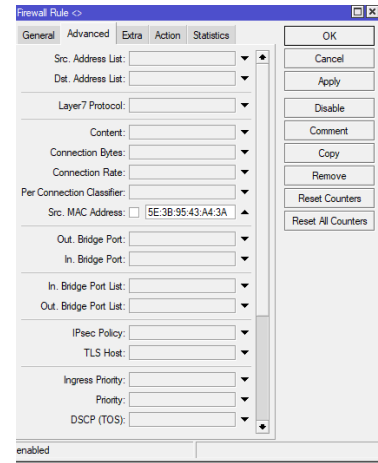 Firewall Rule <>
General Advanced Extra Action Statistics
OK
Src. Address List:
Cancel
Dst. Address List:
Apply
Layer7 Protocol:
Disable
Content:
Comment
Connection Bytes:
Copy
Connection Rate:
Remove
Per Connection Classifier:
Reset Counters
Src. MAC Address: 5E:3B:95:43:A4:3A
Reset All Counters
Out. Bridge Port:
In. Bridge Port:
In. Bridge Port List:
Out. Bridge Port List:
IPsec Policy:
TLS Host:
Ingress Priority:
Priority:
DSCP (TOS):
enabled